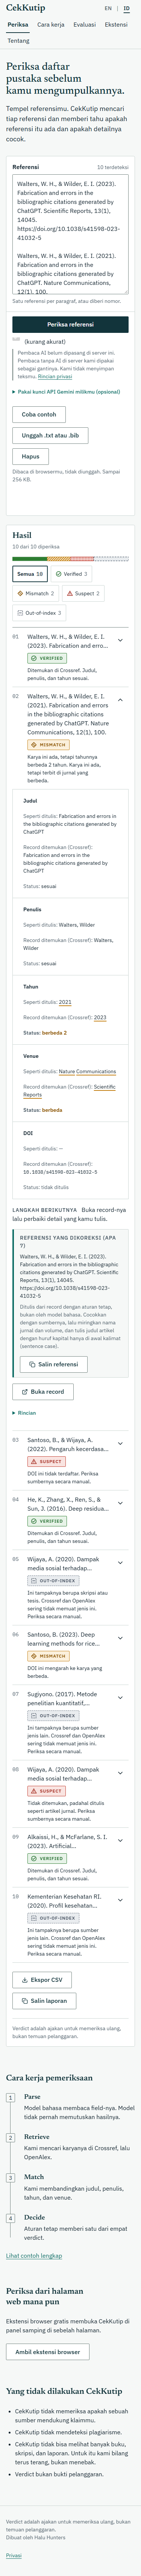 CekKutip
EN | ID
Periksa Cara kerja Evaluasi Ekstensi
Tentang
Periksa daftar
pustaka sebelum
kamu mengumpulkannya.
Tempel referensimu. CekKutip mencari tiap
referensi dan memberi tahu kamu apakah
referensi itu ada dan apakah detailnya
cocok.
Referensi 10 terdeteksi
Walters, W. H., & Wilder, E. I. (2023).
Fabrication and errors in the
bibliographic citations generated by
ChatGPT. Scientific Reports, 13(1),
14045.
https://doi.org/10.1038/s41598-023-
41032-5
Walters, W. H., & Wilder, E. I. (2021).
Fabrication and errors in the
bibliographic citations generated by
ChatGPT. Nature Communications,
12(1), 100.
Satu referensi per paragraf, atau diberi nomor.
Periksa referensi
(kurang akurat)
Pembaca AI belum dipasang di server ini.
Pembaca tanpa AI di server kami dipakai
sebagai gantinya. Kami tidak menyimpan
teksmu. Rincian privasi
Pakai kunci API Gemini milikmu (opsional)
Coba contoh
Unggah .txt atau .bib
Hapus
Dibaca di browsermu, tidak diunggah. Sampai
256 KB.
Hasil
10 dari 10 diperiksa
Semua 10 Verified 3
Mismatch 2 Suspect 2
Out-of-index 3
01 Walters, W. H., & Wilder, E. I.
(2023). Fabrication and erro...
VERIFIED
Ditemukan di Crossref. Judul,
penulis, dan tahun sesuai.
02 Walters, W. H., & Wilder, E. I.
(2021). Fabrication and errors
in the bibliographic citations
generated by ChatGPT. Nature
Communications, 12(1), 100.
MISMATCH
Karya ini ada, tetapi tahunnya
berbeda 2 tahun. Karya ini ada,
tetapi terbit di jurnal yang
berbeda.
Judul
Seperti ditulis: Fabrication and errors in
the bibliographic citations generated by
ChatGPT
Record ditemukan (Crossref):
Fabrication and errors in the
bibliographic citations generated by
ChatGPT
Status: sesuai
Penulis
Seperti ditulis: Walters, Wilder
Record ditemukan (Crossref): Walters,
Wilder
Status: sesuai
Tahun
Seperti ditulis: 2021
Record ditemukan (Crossref): 2023
Status: berbeda 2
Venue
Seperti ditulis: Nature Communications
Record ditemukan (Crossref): Scientific
Reports
Status: berbeda
DOI
Seperti ditulis: —
Record ditemukan (Crossref):
10.1038/s41598-023-41032-5
Status: tidak ditulis
LANGKAH BERIKUTNYA Buka record-nya
lalu perbaiki detail yang kamu tulis.
REFERENSI YANG DIKOREKSI (APA
7)
Walters, W. H., & Wilder, E. I. (2023).
Fabrication and errors in the bibliographic
citations generated by ChatGPT. Scientific
Reports, 13(1), 14045.
https://doi.org/10.1038/s41598-023-
41032-5
Ditulis dari record dengan aturan tetap,
bukan oleh model bahasa. Cocokkan
dengan sumbernya, lalu miringkan nama
jurnal dan volume, dan tulis judul artikel
dengan huruf kapital hanya di awal kalimat
(sentence case).
Salin referensi
Buka record
Rincian
03 Santoso, B., & Wijaya, A.
(2022). Pengaruh kecerdasa...
SUSPECT
DOI ini tidak terdaftar. Periksa
sumbernya secara manual.
04 He, K., Zhang, X., Ren, S., &
Sun, J. (2016). Deep residua...
VERIFIED
Ditemukan di Crossref. Judul,
penulis, dan tahun sesuai.
05 Wijaya, A. (2020). Dampak
media sosial terhadap...
OUT-OF-INDEX
Ini tampaknya berupa skripsi atau
tesis. Crossref dan OpenAlex
sering tidak memuat jenis ini.
Periksa secara manual.
06 Santoso, B. (2023). Deep
learning methods for rice...
MISMATCH
DOI ini mengarah ke karya yang
berbeda.
07 Sugiyono. (2017). Metode
penelitian kuantitatif,...
OUT-OF-INDEX
Ini tampaknya berupa sumber
jenis lain. Crossref dan OpenAlex
sering tidak memuat jenis ini.
Periksa secara manual.
08 Wijaya, A. (2020). Dampak
media sosial terhadap...
SUSPECT
Tidak ditemukan, padahal ditulis
seperti artikel jurnal. Periksa
sumbernya secara manual.
09 Alkaissi, H., & McFarlane, S. I.
(2023). Artificial...
VERIFIED
Ditemukan di Crossref. Judul,
penulis, dan tahun sesuai.
10 Kementerian Kesehatan RI.
(2020). Profil kesehatan...
OUT-OF-INDEX
Ini tampaknya berupa sumber
jenis lain. Crossref dan OpenAlex
sering tidak memuat jenis ini.
Periksa secara manual.
Ekspor CSV
Salin laporan
Verdict adalah ajakan untuk memeriksa ulang,
bukan temuan pelanggaran.
Cara kerja pemeriksaan
1 Parse
Model bahasa membaca field-nya. Model
tidak pernah memutuskan hasilnya.
2 Retrieve
Kami mencari karyanya di Crossref, lalu
OpenAlex.
3 Match
Kami membandingkan judul, penulis,
tahun, dan venue.
4 Decide
Aturan tetap memberi satu dari empat
verdict.
Lihat contoh lengkap
Periksa dari halaman
web mana pun
Ekstensi browser gratis membuka CekKutip di
panel samping di sebelah halaman.
Ambil ekstensi browser
Yang tidak dilakukan CekKutip
• CekKutip tidak memeriksa apakah sebuah
sumber mendukung klaimmu.
• CekKutip tidak mendeteksi plagiarisme.
• CekKutip tidak bisa melihat banyak buku,
skripsi, dan laporan. Untuk itu kami bilang
terus terang, bukan menebak.
• Verdict bukan bukti pelanggaran.
Verdict adalah ajakan untuk memeriksa ulang, bukan
temuan pelanggaran.
Dibuat oleh Halu Hunters
Privasi